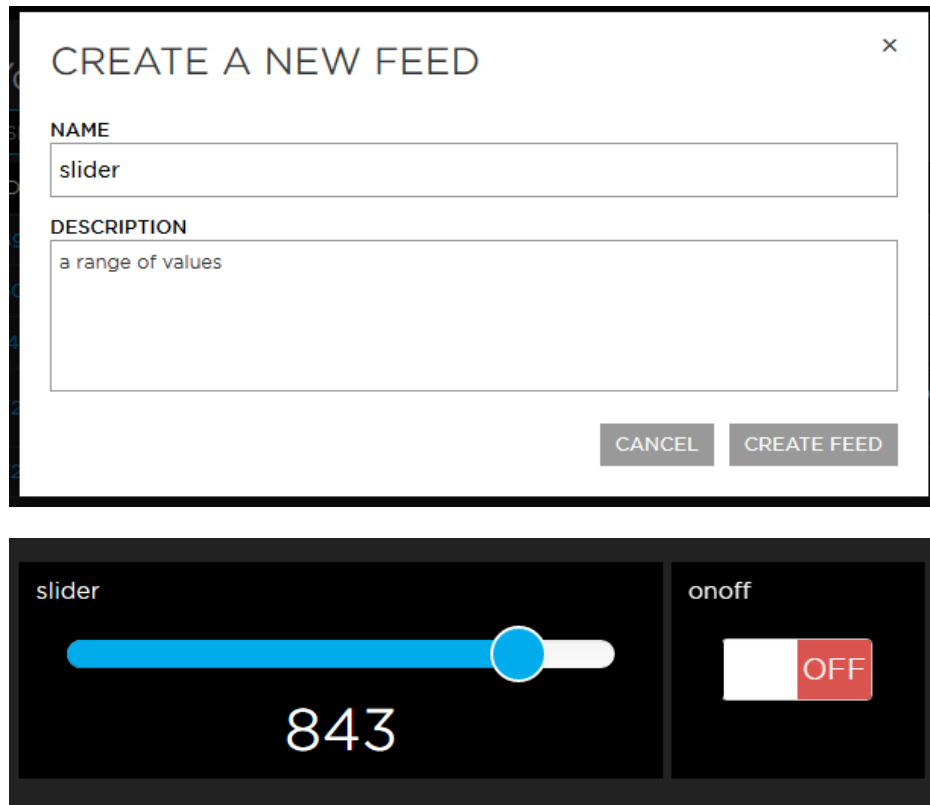 CREATE A NEW FEED
×
NAME
slider
DESCRIPTION
a range of values
CANCEL CREATE FEED
slider
843
onoff
OFF